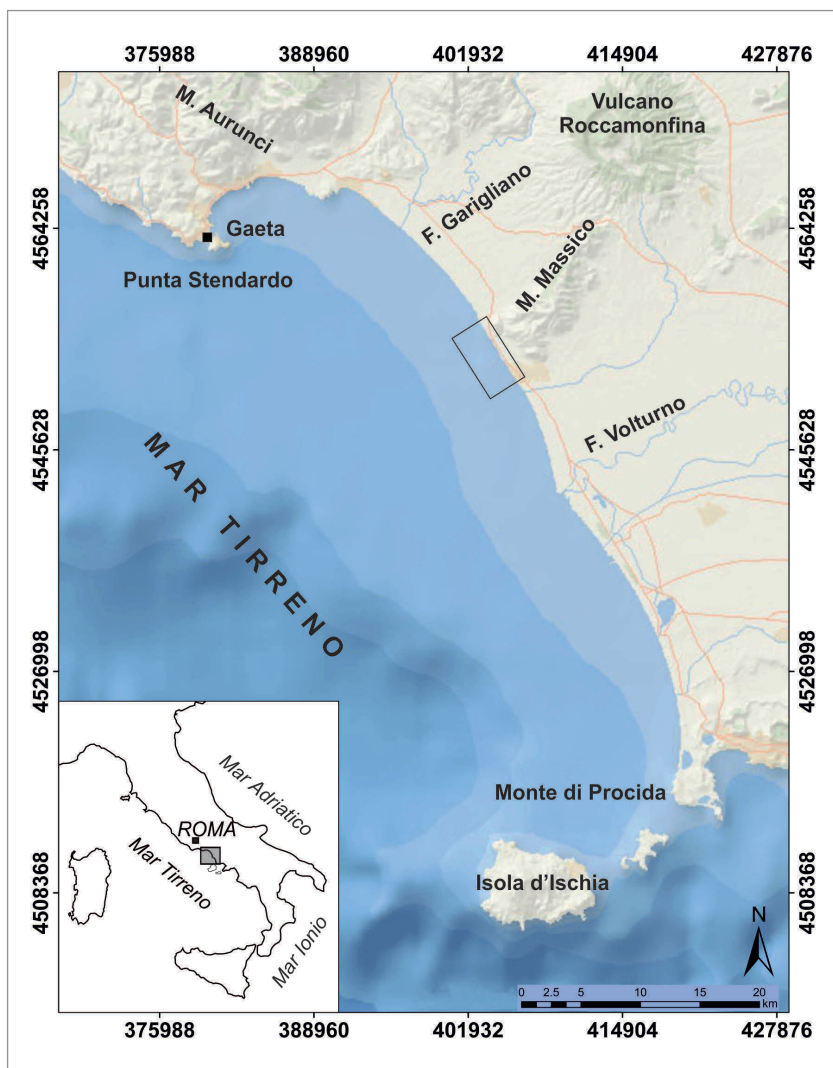 375988 388960 401932 414904 427876
M. Aurunci
Vulcano
Roccamonfina
F. Garigliano
4564258
4564258
Gaeta
Punta Stendardo
M. Massico
F. Volturno
4545628
4545628
MAR TIRRENO
4526998
4526998
Mar Adriatico
ROMA
Mar Tirreno
Mar Ionio
Monte di Procida
Isola d'Ischia
4508368
4508368
N
0 2.5 5 10 15 20
km
375988 388960 401932 414904 427876